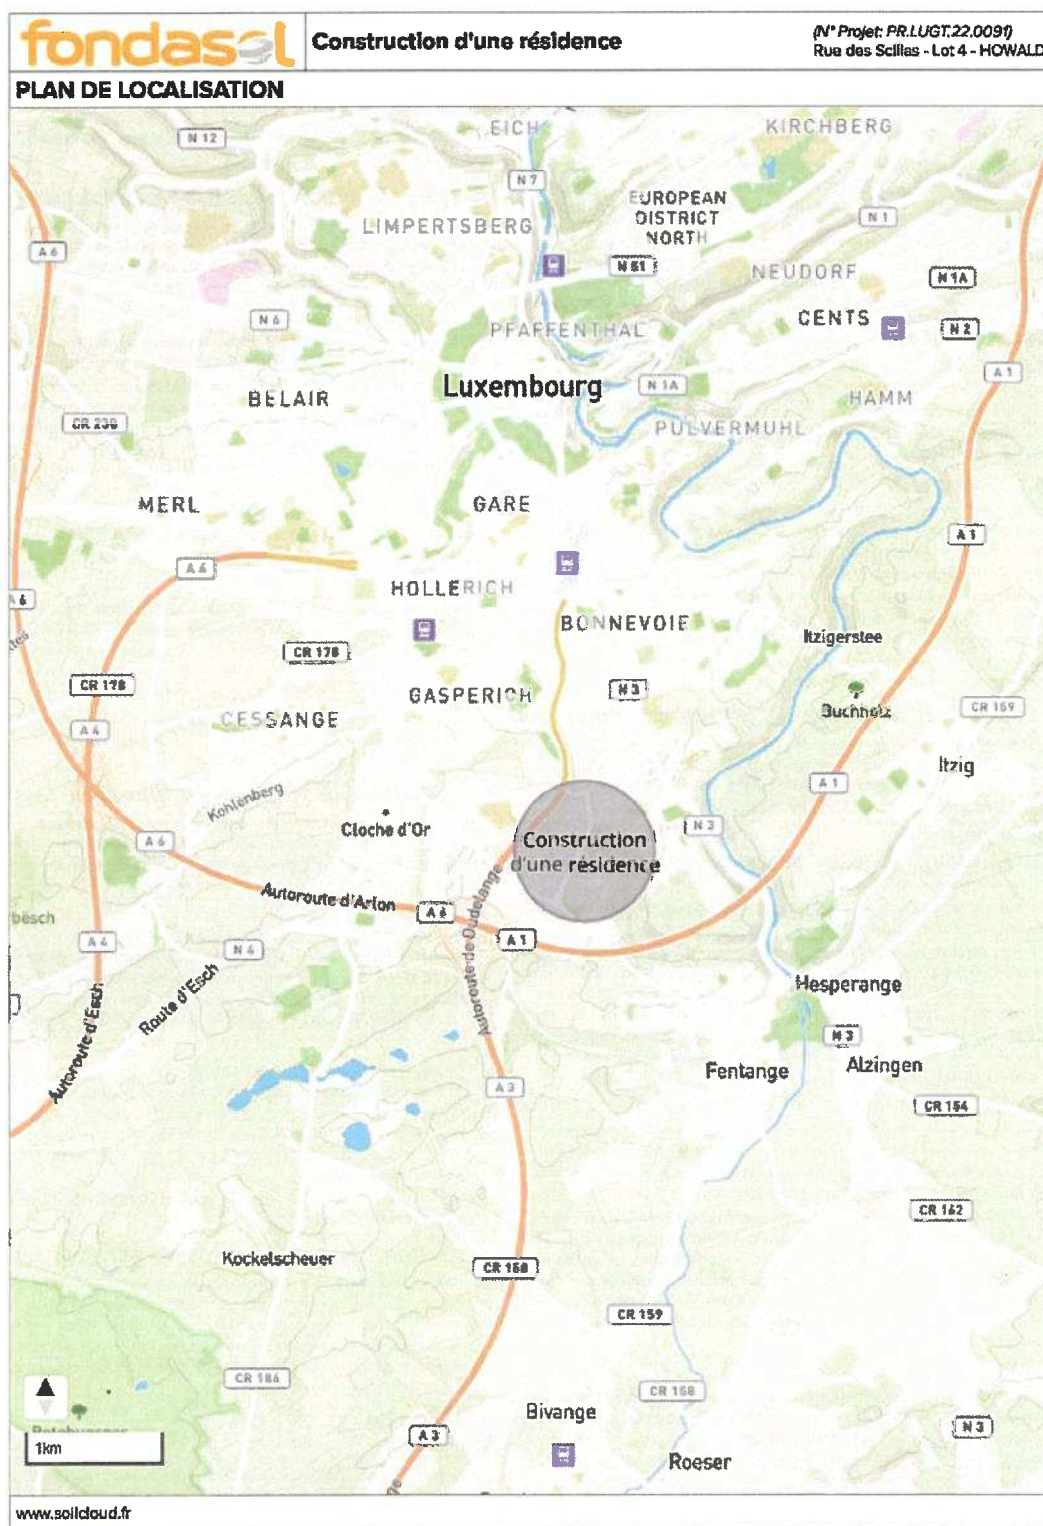 fondasol
Construction d'une résidence
(N° Projet: PR.LUGT.22.0091)
Rue des Scillas - Lot 4 - HOWALD
PLAN DE LOCALISATION
EICH
KIRCHBERG
N 12
N 7
EUROPEAN
DISTRICT
NORTH
N 1
LIMPERTSBERG
A 6
N 51
NEUDORF
N 1A
N 6
PFAFFENTHAL
CENTS
N 2
Luxembourg
N 1A
A 1
BELAIR
HAMM
CR 230
PULVERMUHL
MERL
GARE
A 1
A 4
HOLLERICH
A 6
BONNEVOIE
Itzigerstee
CR 178
CR 178
GASPERICH
N 3
Buchholz
CR 159
CESSANGE
A 4
Itzig
Kohlenberg
A 1
Cloche d'Or
N 3
A 6
Construction
d'une résidence
Autoroute d'Arlon
A 6
A 1
Autoroute de Dudelange
A 4
N 4
Route d'Esch
Autoroute d'Esch
Hesperange
N 3
Alzingen
Fentange
A 3
CR 154
CR 162
Kockelscheuer
CR 158
CR 159
CR 186
CR 158
Bivange
A 3
N 3
1km
Roeser
www.soilcloud.fr